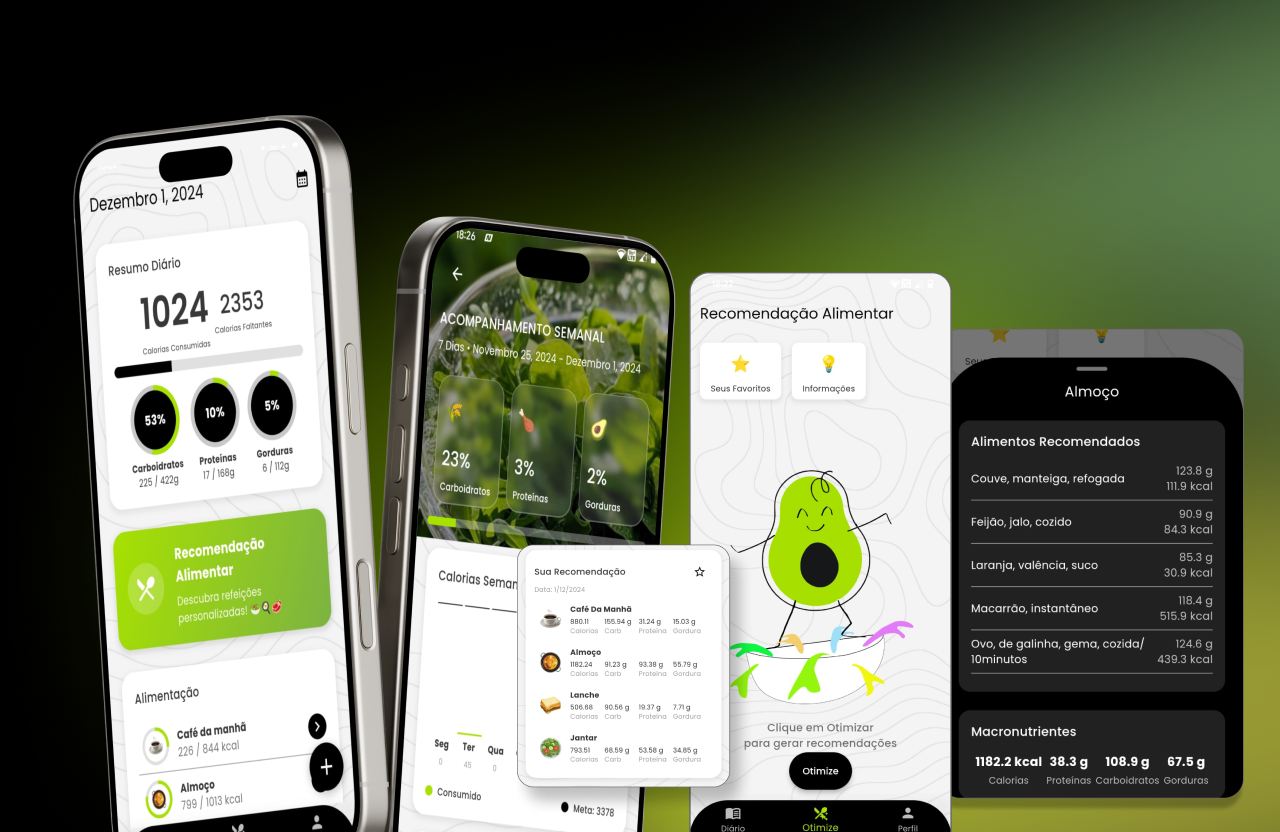 Dezembro 1, 2024
Resumo Diário
1024
2353
Calorias Faltantes
Calorias Consumidas
53%
10%
5%
Carboidratos
225 / 422g
Proteínas
17 / 168g
Gorduras
6 / 112g
Recomendação
Alimentar
Descubra refeições
personalizadas!
Alimentação
Café da manhã
226 / 844 kcal
Almoço
799 / 1013 kcal
18:26
ACOMPANHAMENTO SEMANAL
7 Dias • Novembro 25, 2024 - Dezembro 1, 2024
23%
Carboidratos
3%
Proteínas
2%
Gorduras
Calorias Seman
Seg
0
Ter
45
Qua
0
Consumido
Meta: 3378
Sua Recomendação
Data: 1/12/2024
Café Da Manhã
880.11 155.94 g 31.24 g 15.03 g
Calorias Carb Proteína Gordura
Almoço
1182.24 91.23 g 93.38 g 55.79 g
Calorias Carb Proteína Gordura
Lanche
506.68 90.56 g 19.37 g 7.71 g
Calorias Carb Proteína Gordura
Jantar
793.51 68.59 g 53.58 g 34.85 g
Calorias Carb Proteína Gordura
Recomendação Alimentar
Seus Favoritos
Informações
Clique em Otimizar
para gerar recomendações
Otimize
Diário
Otimize
Perfil
Almoço
Alimentos Recomendados
Couve, manteiga, refogada
123.8 g
111.9 kcal
Feijão, jalo, cozido
90.9 g
84.3 kcal
Laranja, valência, suco
85.3 g
30.9 kcal
Macarrão, instantâneo
118.4 g
515.9 kcal
Ovo, de galinha, gema, cozida/
10minutos
124.6 g
439.3 kcal
Macronutrientes
1182.2 kcal 38.3 g 108.9 g 67.5 g
Calorias Proteínas Carboidratos Gorduras